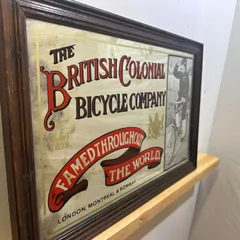 THE
BRITISH COLONIAL
BICYCLE COMPANY
FAMED THROUGHOUT
THE WORLD.
LONDON, MONTREAL & BOMBAY